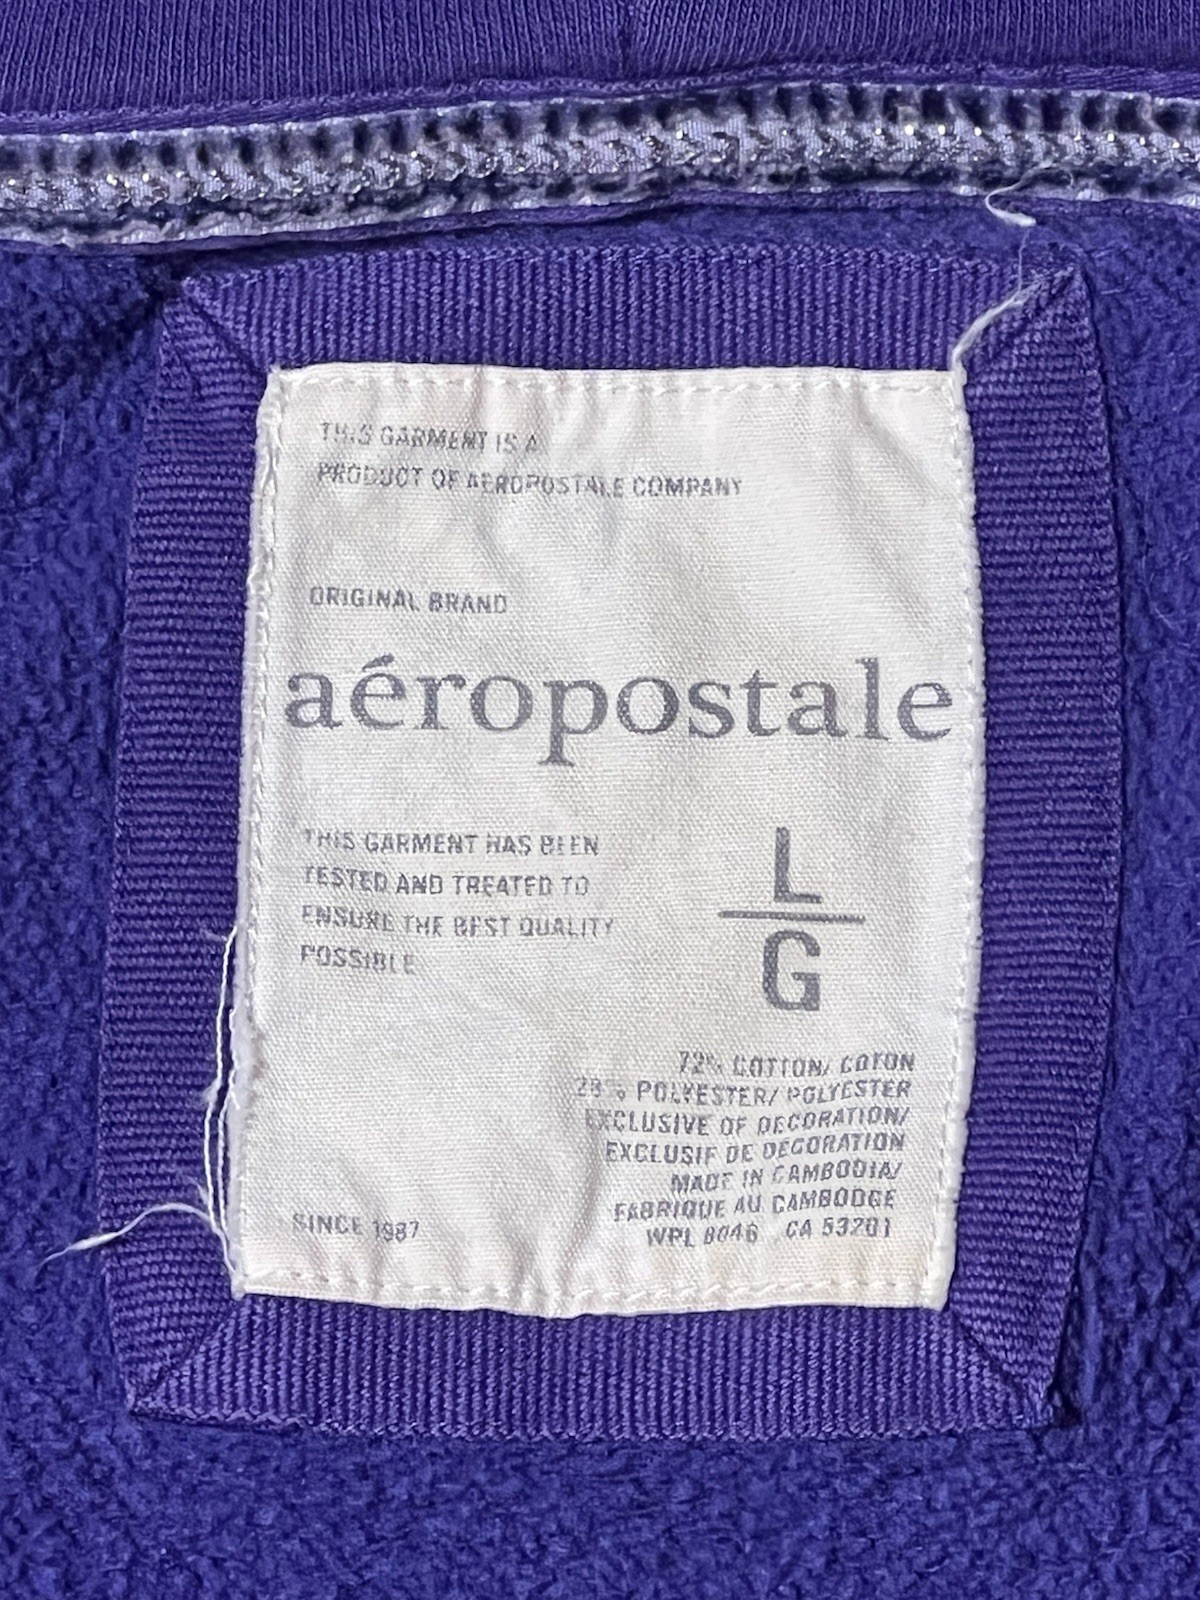 THIS GARMENT IS A
PRODUCT OF AEROPOSTALE COMPANY
ORIGINAL BRAND
aéropostale
THIS GARMENT HAS BEEN
TESTED AND TREATED TO
ENSURE THE BEST QUALITY
POSSIBLE
L
G
72% COTTON/ COTON
28% POLYESTER/ POLYESTER
EXCLUSIVE OF DECORATION/
EXCLUSIF DE DECORATION
MADE IN CAMBODIA/
FABRIQUE AU CAMBODGE
WPL 8046 CA 53201
SINCE 1987